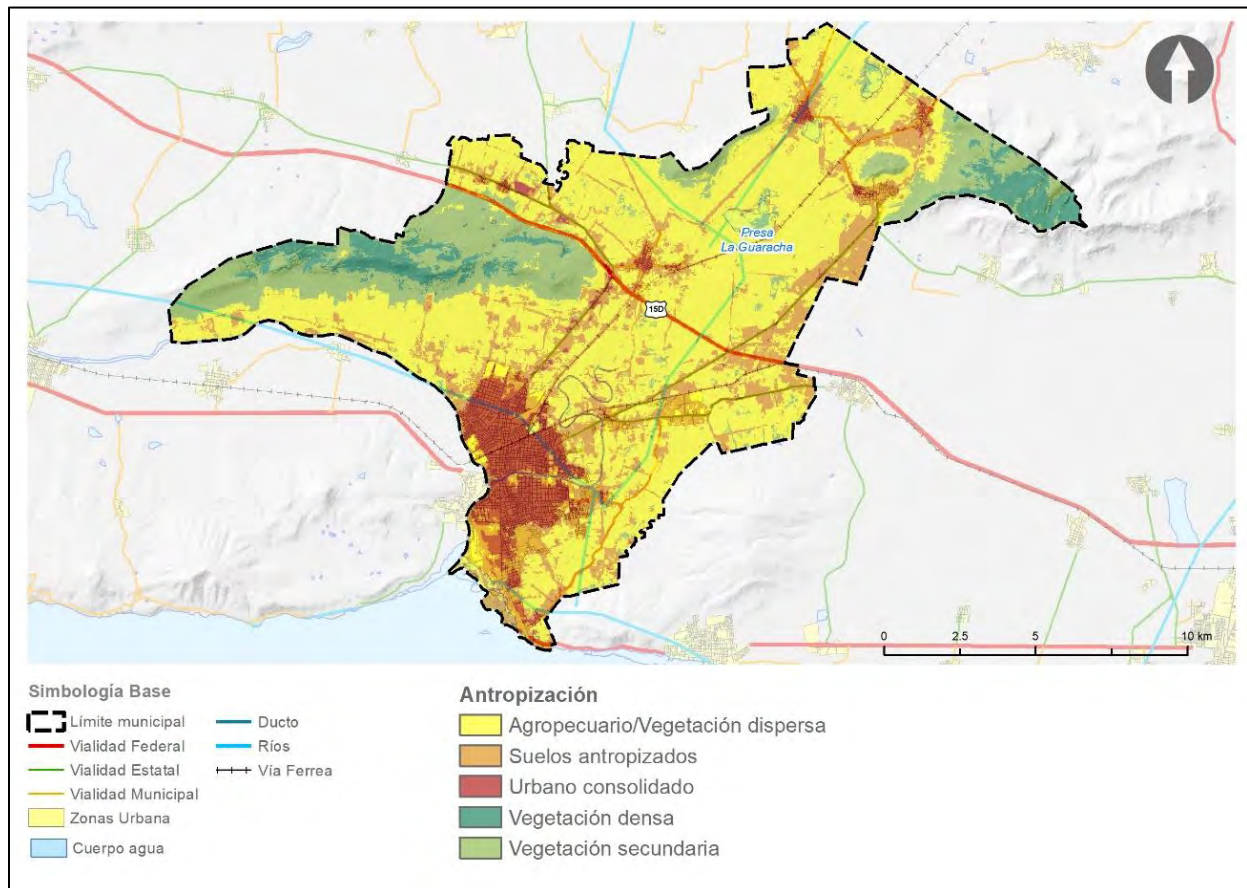 Presa
La Guaracha
15D
0 2.5 5 10 km
Simbología Base
Límite municipal
Vialidad Federal
Vialidad Estatal
Vialidad Municipal
Zonas Urbana
Cuerpo agua
Ducto
Ríos
Vía Ferrea
Antropización
Agropecuario/Vegetación dispersa
Suelos antropizados
Urbano consolidado
Vegetación densa
Vegetación secundaria